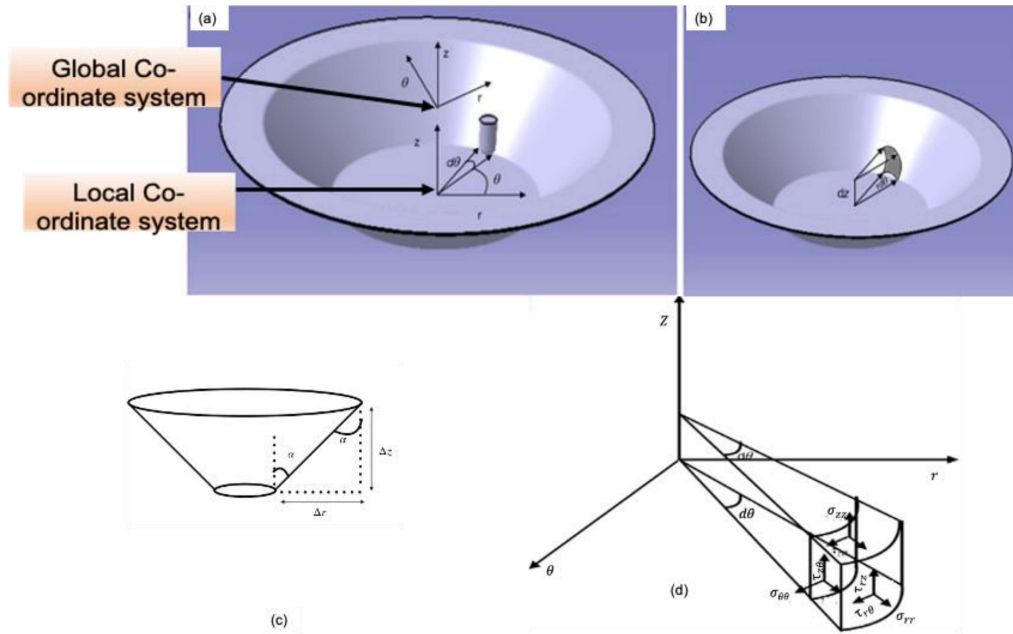 (a)
(b)
Global Co-
ordinate system
z
θ
r
z
dθ
θ
r
Local Co-
ordinate system
dz
α
α
Δz
Δr
(c)
Z
dθ
r
dθ
θ
σzz
τzθ
τrz
σθθ
τrθ
σrr
(d)